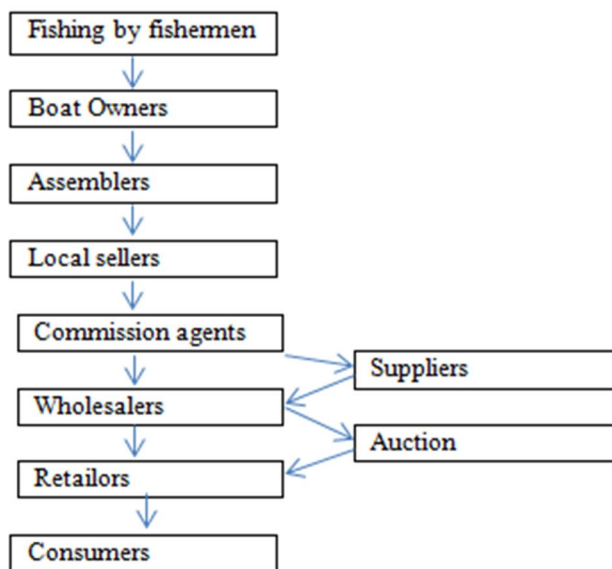 Fishing by fishermen
Boat Owners
Assemblers
Local sellers
Commission agents
Suppliers
Wholesalers
Auction
Retailors
Consumers